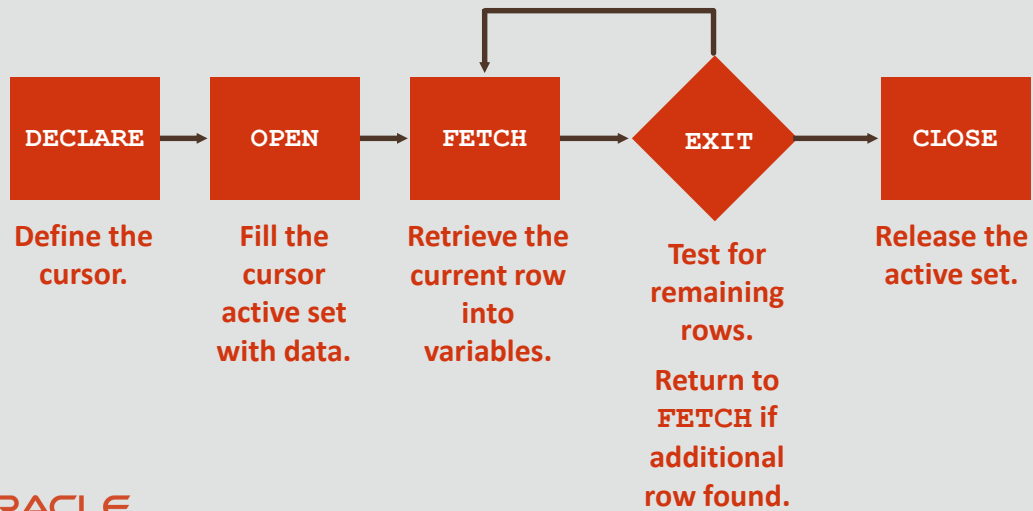 DECLARE
OPEN
FETCH
EXIT
CLOSE
Define the
cursor.
Fill the
cursor
active set
with data.
Retrieve the
current row
into
variables.
Test for
remaining
rows.
Return to
FETCH if
additional
row found.
Release the
active set.